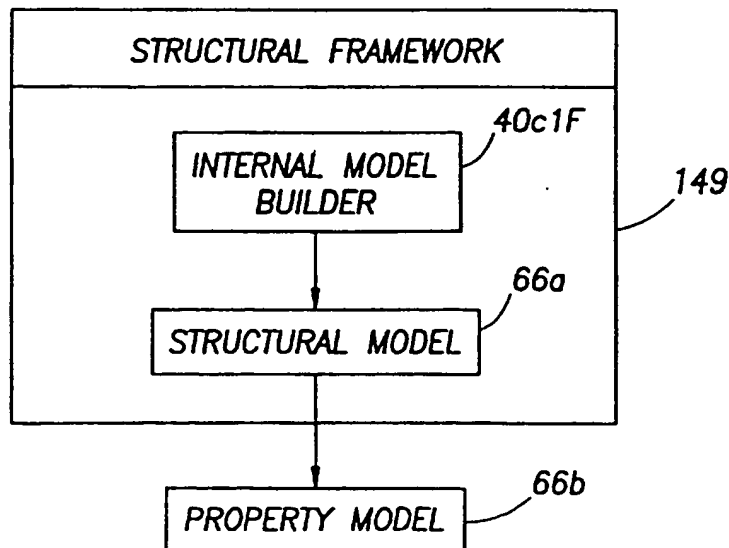 STRUCTURAL FRAMEWORK
40c1F
INTERNAL MODEL
BUILDER
149
66a
STRUCTURAL MODEL
66b
PROPERTY MODEL